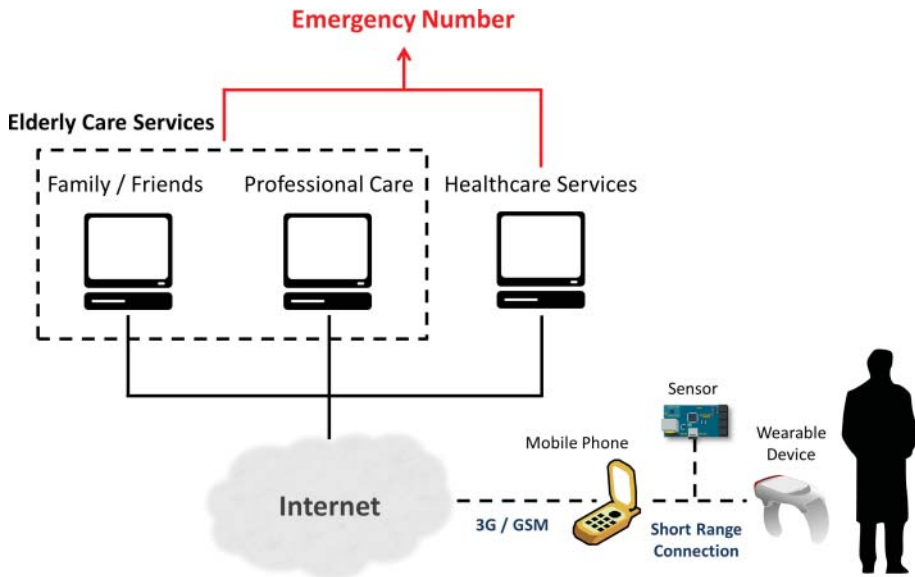 Emergency Number
Elderly Care Services
Family / Friends
Professional Care
Healthcare Services
Sensor
Mobile Phone
Wearable
Device
Internet
3G / GSM
Short Range
Connection